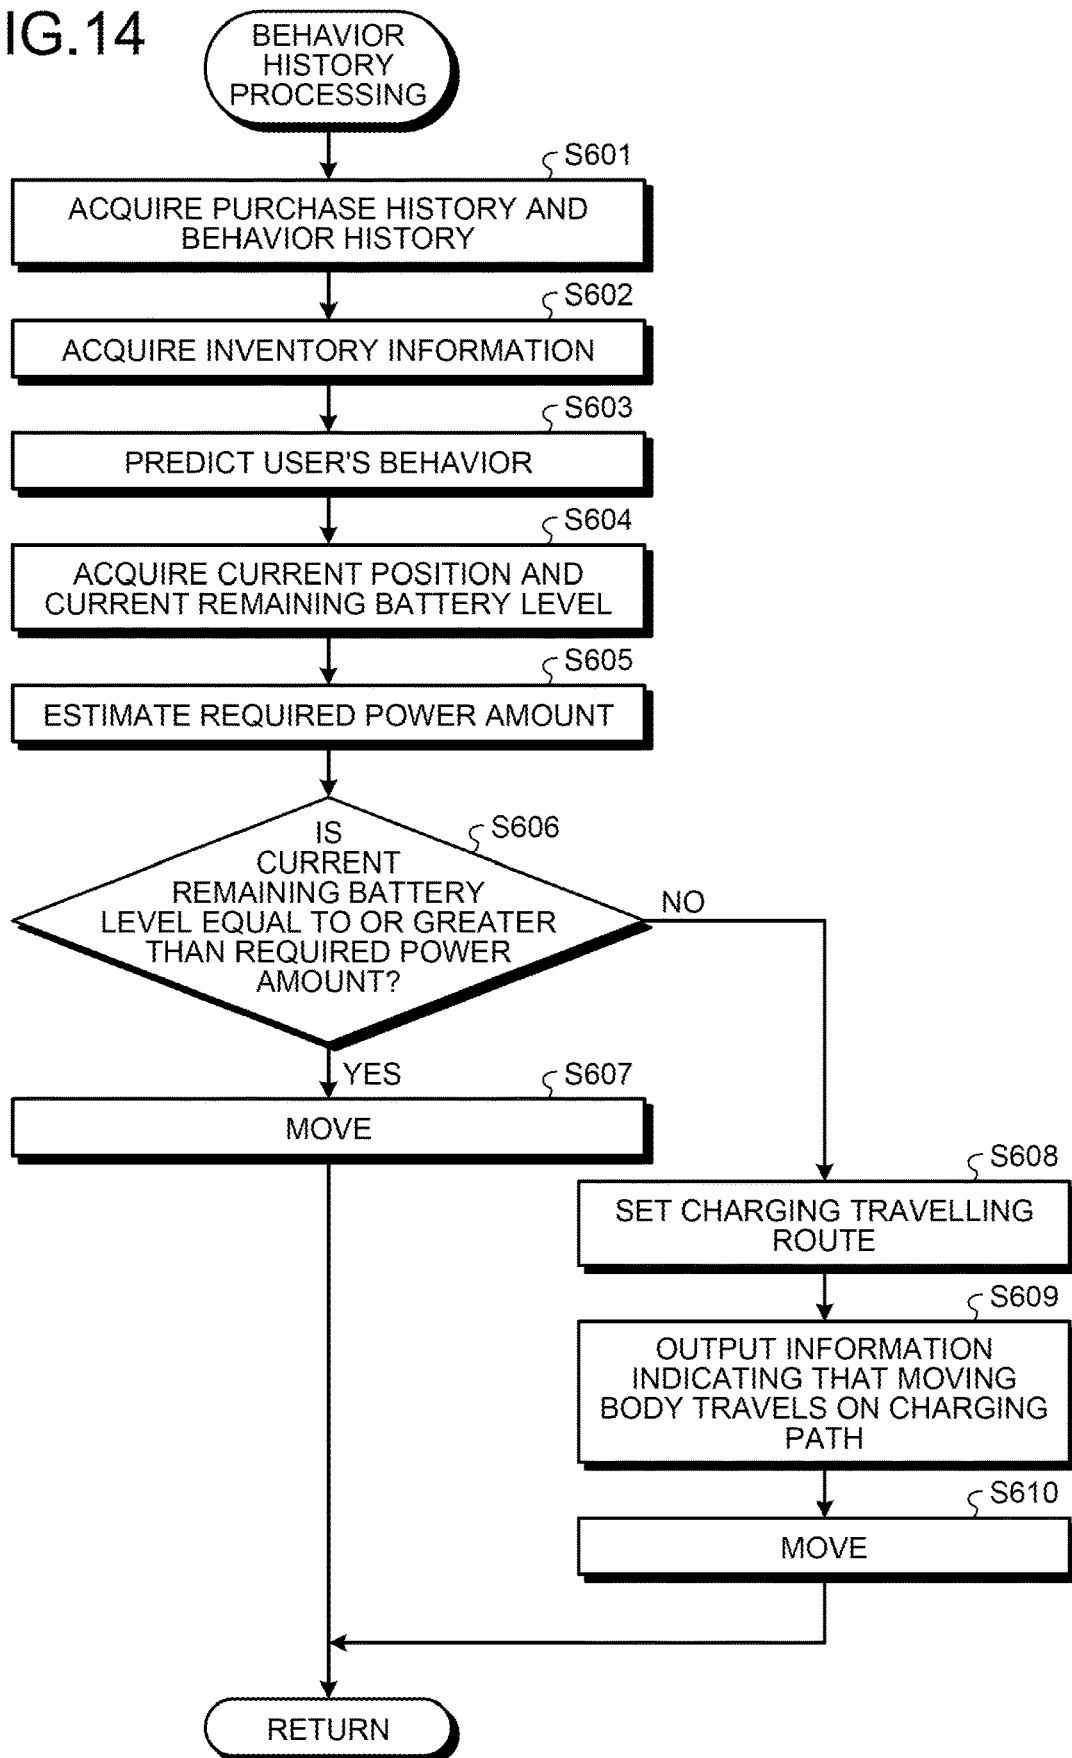 IG.14
BEHAVIOR
HISTORY
PROCESSING
S601
ACQUIRE PURCHASE HISTORY AND
BEHAVIOR HISTORY
S602
ACQUIRE INVENTORY INFORMATION
S603
PREDICT USER'S BEHAVIOR
S604
ACQUIRE CURRENT POSITION AND
CURRENT REMAINING BATTERY LEVEL
S605
ESTIMATE REQUIRED POWER AMOUNT
S606
IS
CURRENT
REMAINING BATTERY
LEVEL EQUAL TO OR GREATER
THAN REQUIRED POWER
AMOUNT?
NO
YES
S607
MOVE
S608
SET CHARGING TRAVELLING
ROUTE
S609
OUTPUT INFORMATION
INDICATING THAT MOVING
BODY TRAVELS ON CHARGING
PATH
S610
MOVE
RETURN